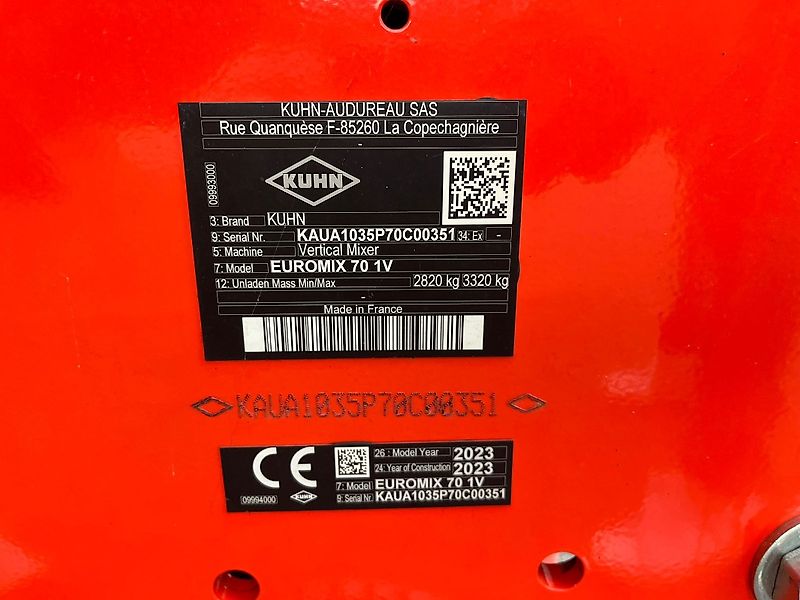 KUHN-AUDUREAU SAS
Rue Quanquèse F-85260 La Copechagnière
-
09993000
KUHN
3: Brand KUHN
9: Serial Nr. KAUA1035P70C00351 34: Ex -
5: Machine Vertical Mixer
7: Model EUROMIX 70 1V
12: Unladen Mass Min/Max 2820 kg 3320 kg
-
Made in France
KAUA1035P70C00351
CE
26 : Model Year 2023
24: Year of Construction 2023
7: Model EUROMIX 70 1V
09994000 KUHN 9: Serial Nr. KAUA1035P70C00351